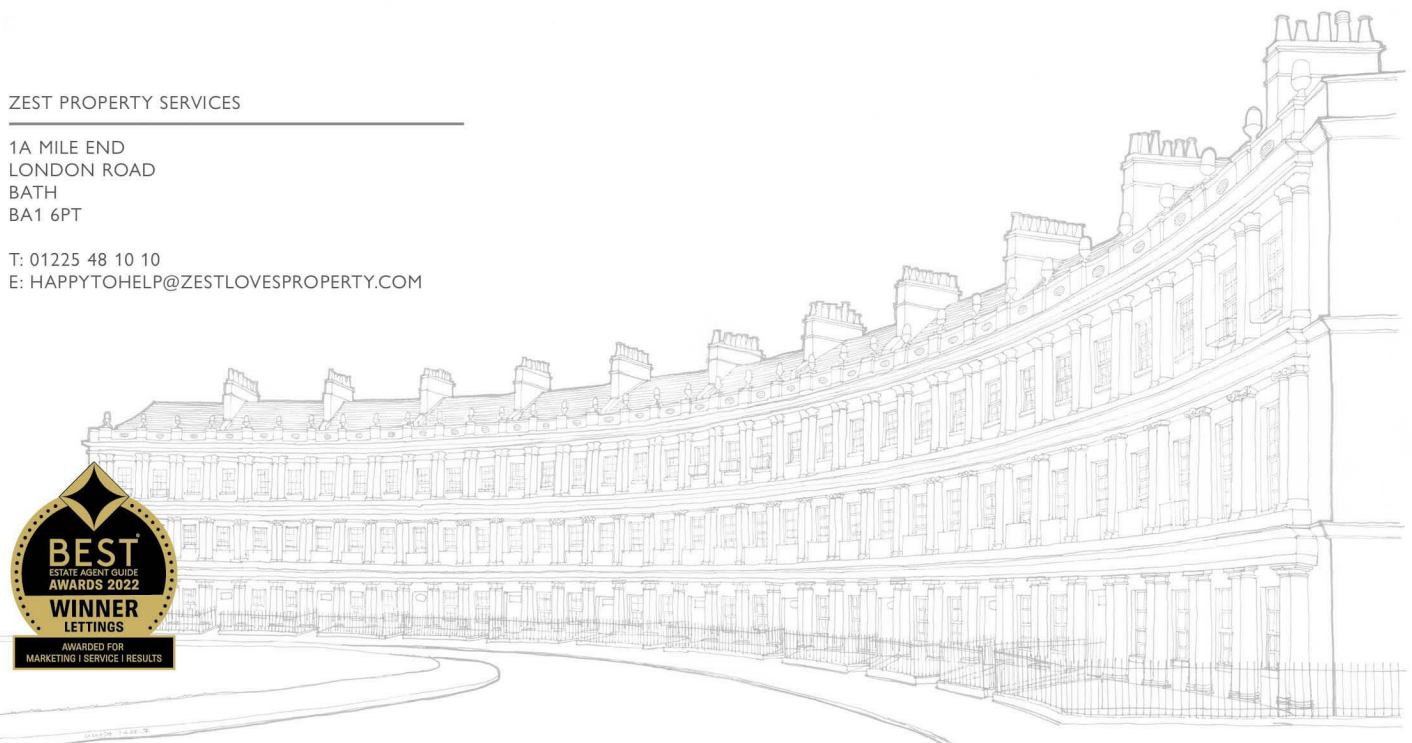 ZEST PROPERTY SERVICES
1A MILE END
LONDON ROAD
BATH
BA1 6PT
T: 01225 48 10 10
E: HAPPYTOHELP@ZESTLOVESPROPERTY.COM
BEST
ESTATE AGENT GUIDE
AWARDS 2022
WINNER
LETTINGS
AWARDED FOR
MARKETING | SERVICE | RESULTS